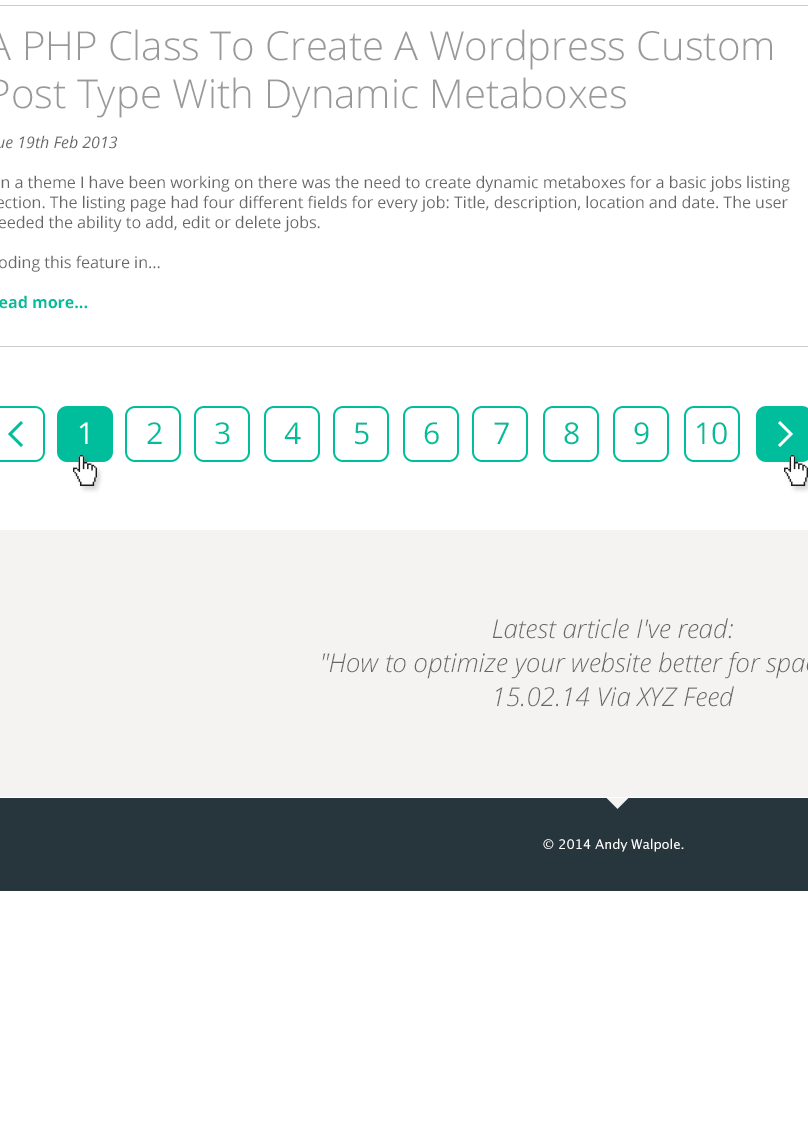 A PHP Class To Create A Wordpress Custom
Post Type With Dynamic Metaboxes
ue 19th Feb 2013
n a theme I have been working on there was the need to create dynamic metaboxes for a basic jobs listing
ection. The listing page had four different fields for every job: Title, description, location and date. The user
eeded the ability to add, edit or delete jobs.
oding this feature in...
ead more...
1 2 3 4 5 6 7 8 9 10
Latest article I've read:
"How to optimize your website better for spa
15.02.14 Via XYZ Feed
© 2014 Andy Walpole.